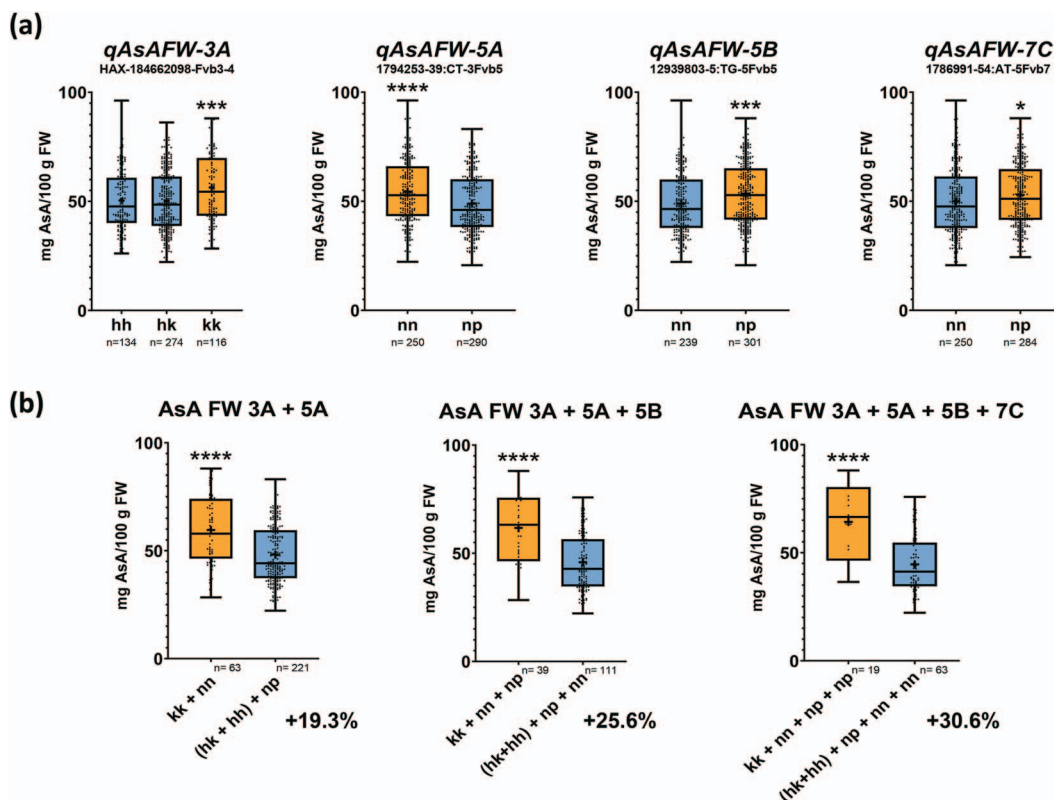 (a)
qAsAFW-3A qAsAFW-5A qAsAFW-5B qAsAFW-7C
HAX-184662098-Fvb3-4 1794253-39:CT-3Fvb5 12939803-5:TG-5Fvb5 1786991-54:AT-5Fvb7
mg AsA/100 g FW
100
50
0
***
hh hk kk
n=134 n= 274 n=116
mg AsA/100 g FW
100
50
0
****
nn np
n= 250 n=290
mg AsA/100 g FW
100
50
0
***
nn np
n= 239 n= 301
mg AsA/100 g FW
100
50
0
*
nn np
n= 250 n= 284
(b)
AsA FW 3A + 5A AsA FW 3A + 5A + 5B AsA FW 3A + 5A + 5B + 7C
mg AsA/100 g FW
100
50
0
****
n= 63 n= 221
kk + nn
(hk + hh) + np
+19.3%
mg AsA/100 g FW
100
50
0
****
n= 39 n= 111
kk + nn + np
(hk+hh) + np + nn
+25.6%
mg AsA/100 g FW
100
50
0
****
n= 19 n= 63
kk + nn + np + np
(hk+hh) + np + nn + nn
+30.6%